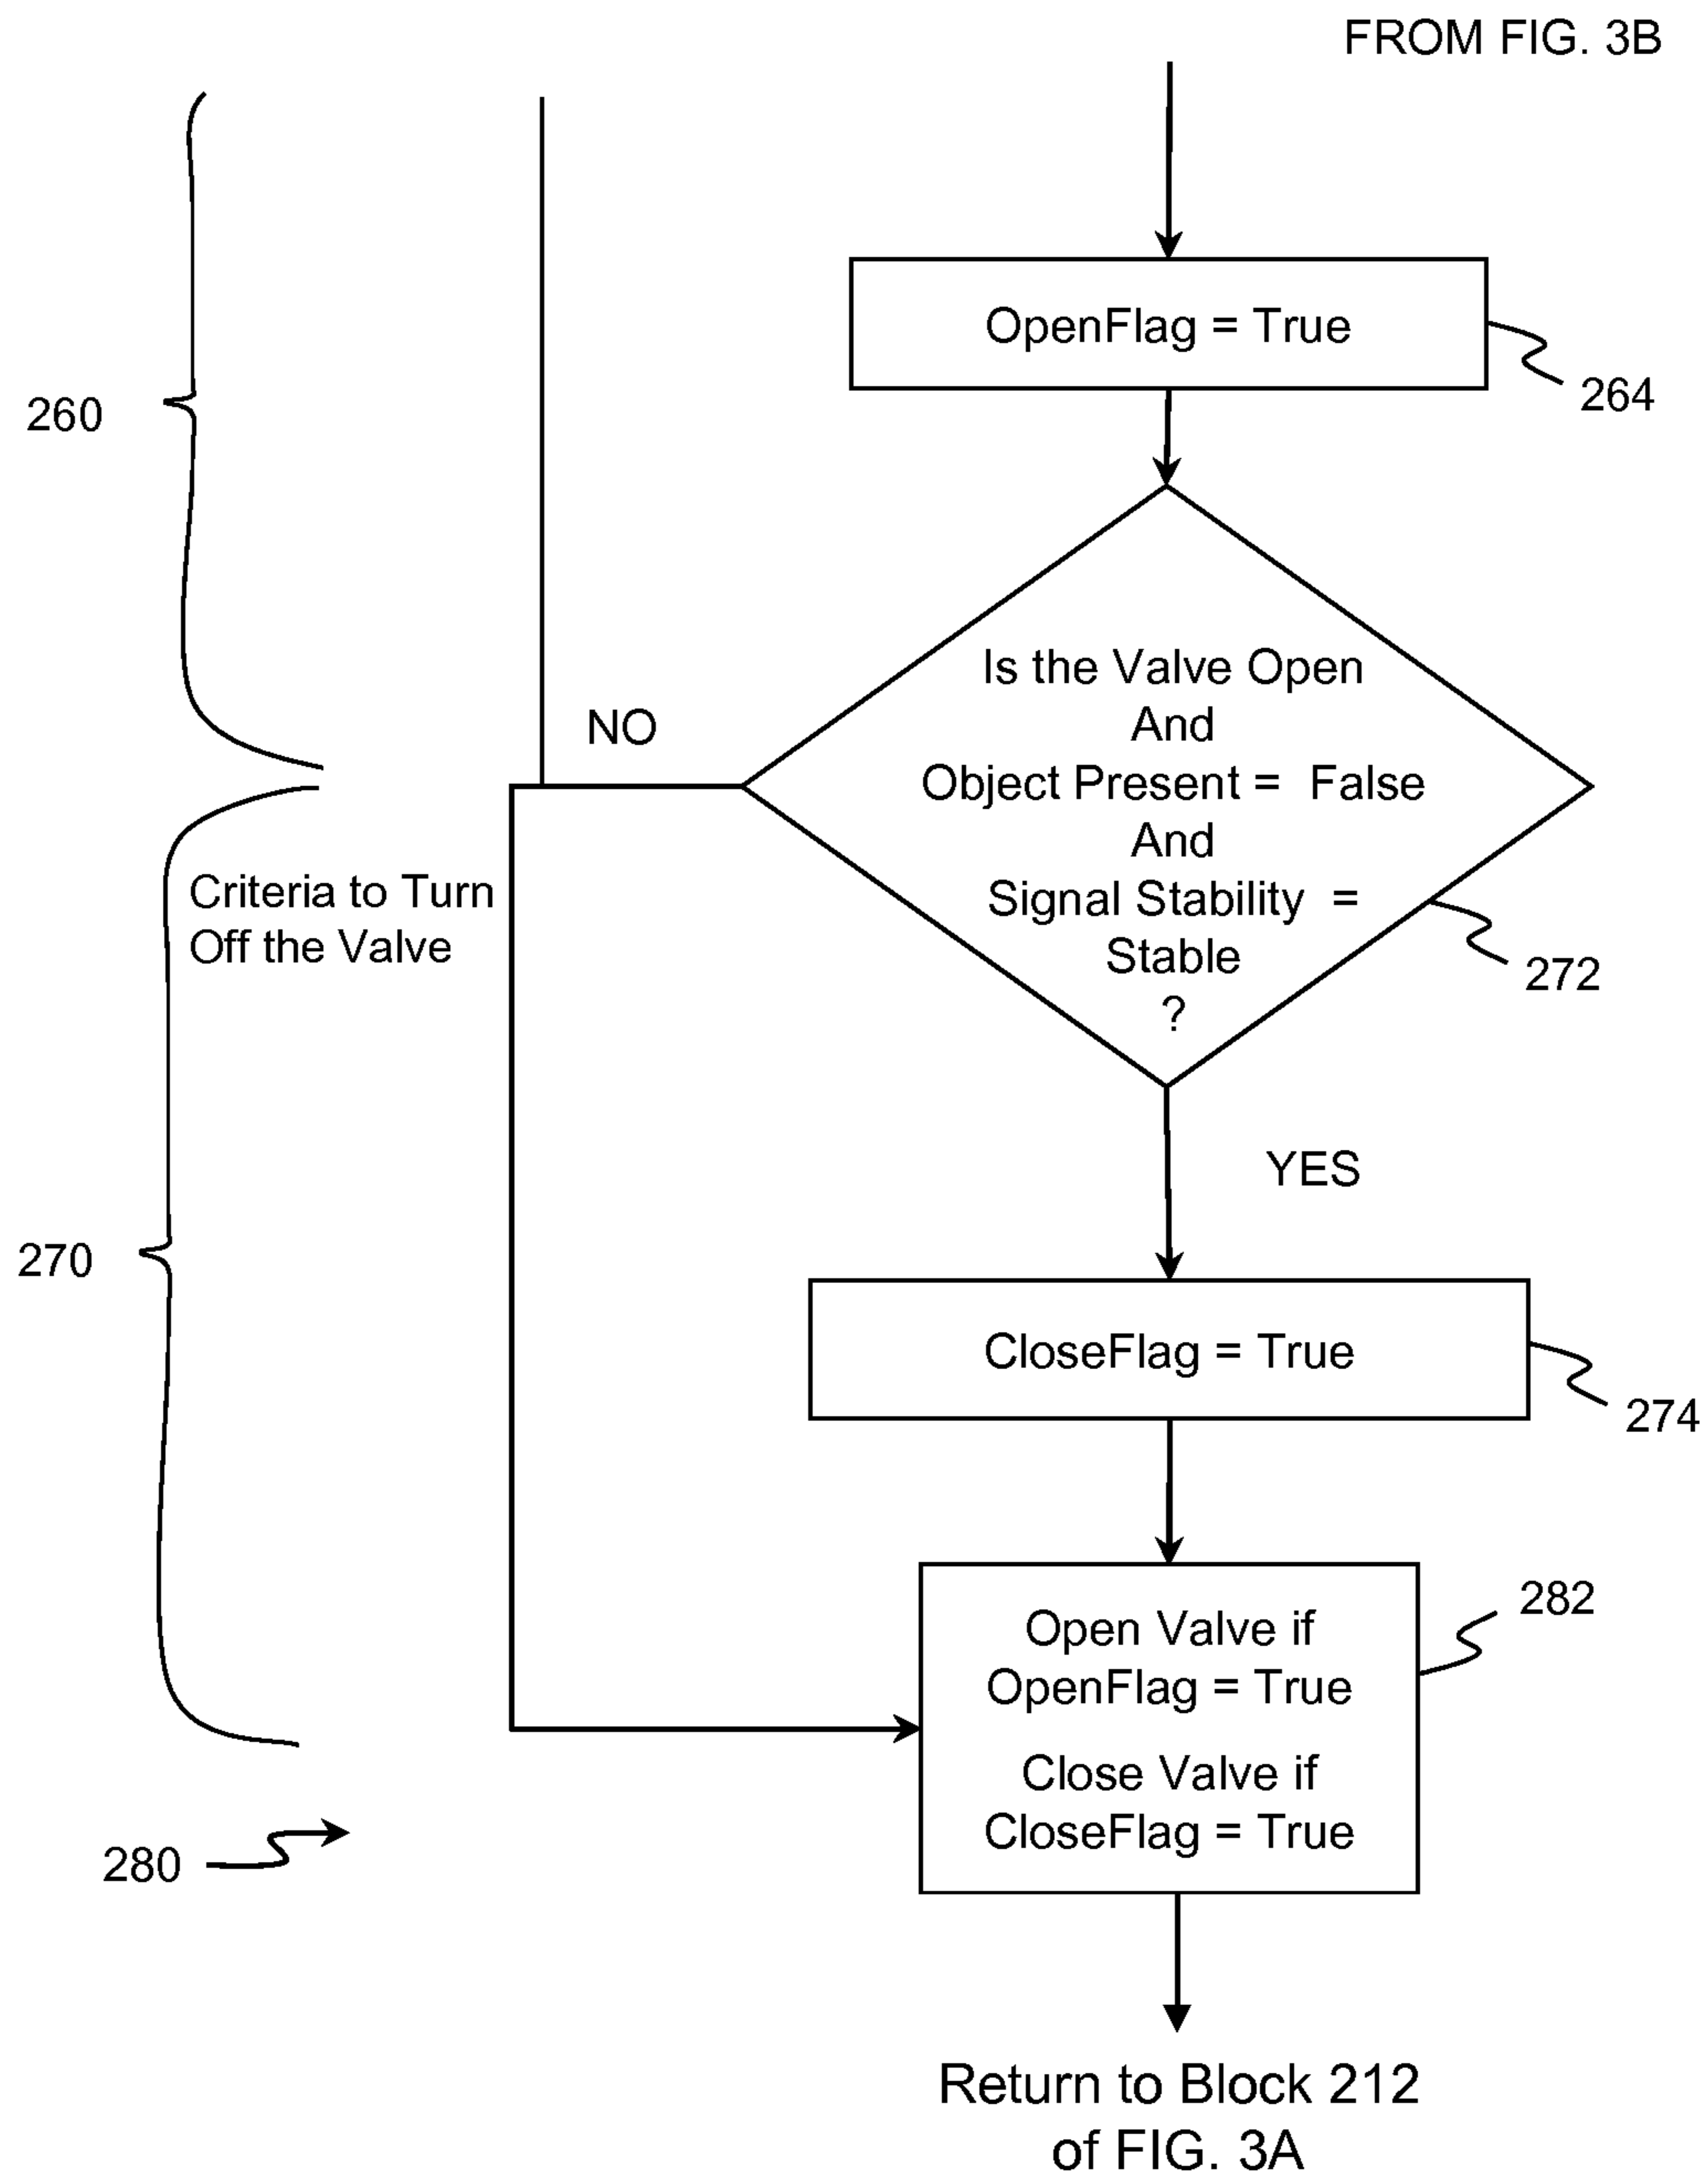 FROM FIG. 3B
OpenFlag = True
264
260
Is the Valve Open
And
Object Present = False
And
Signal Stability =
Stable
?
NO
272
Criteria to Turn
Off the Valve
YES
270
CloseFlag = True
274
282
Open Valve if
OpenFlag = True
Close Valve if
CloseFlag = True
280
Return to Block 212
of FIG. 3A